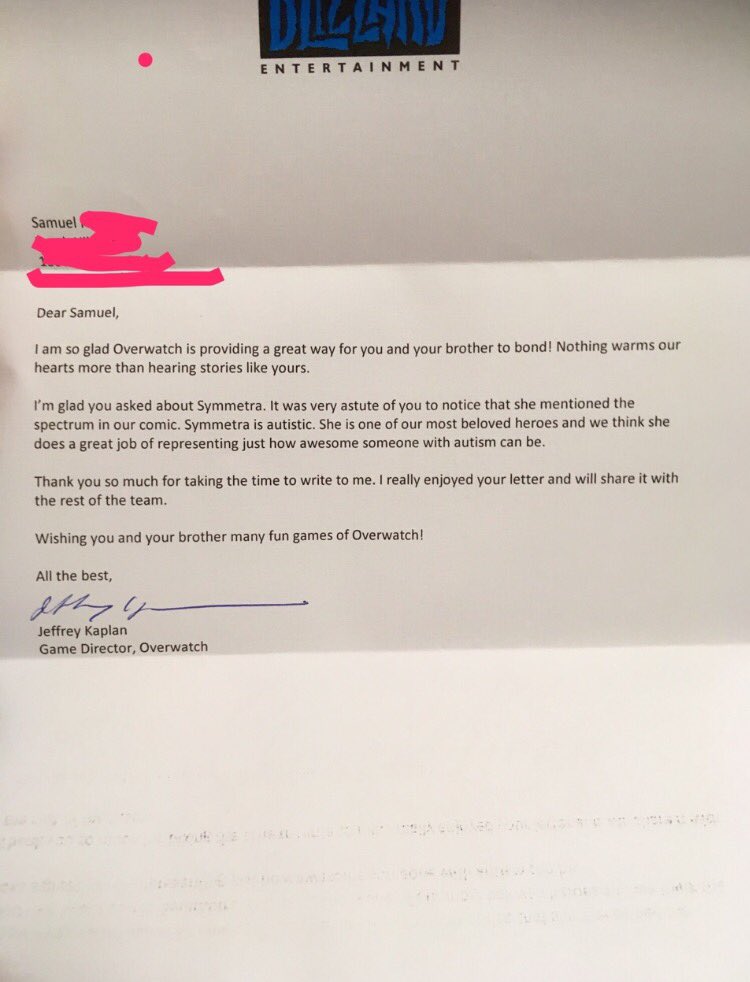 BLIZZARD
ENTERTAINMENT
Samuel
Dear Samuel,
I am so glad Overwatch is providing a great way for you and your brother to bond! Nothing warms our
hearts more than hearing stories like yours.
I'm glad you asked about Symmetra. It was very astute of you to notice that she mentioned the
spectrum in our comic. Symmetra is autistic. She is one of our most beloved heroes and we think she
does a great job of representing just how awesome someone with autism can be.
Thank you so much for taking the time to write to me. I really enjoyed your letter and will share it with
the rest of the team.
Wishing you and your brother many fun games of Overwatch!
All the best,
Jeffrey Kaplan
Game Director, Overwatch